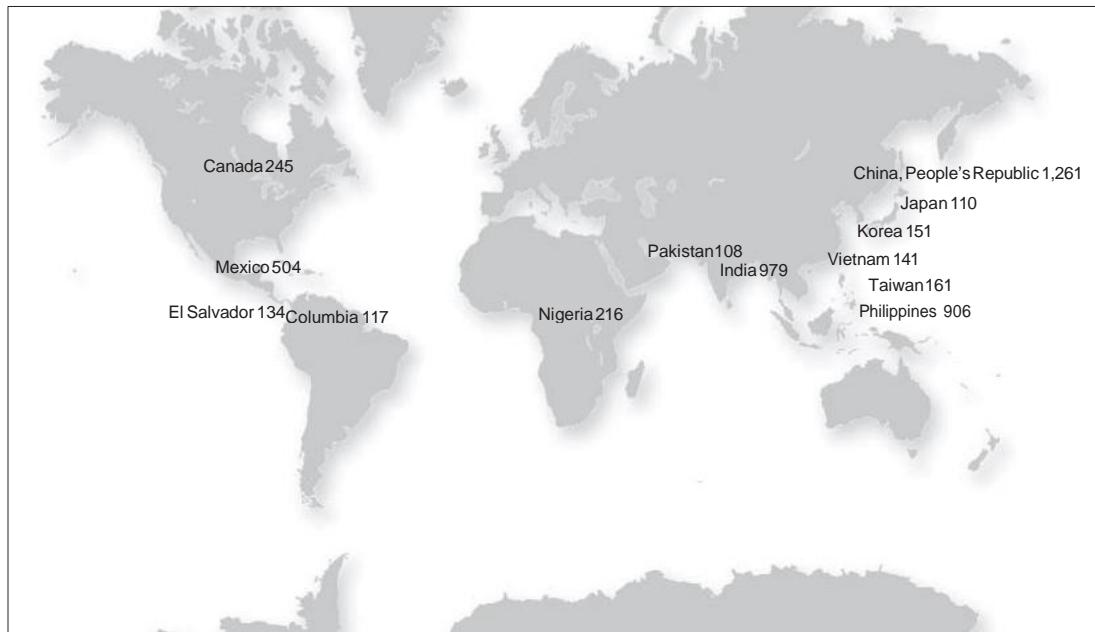 Canada 245
China, People's Republic 1,261
Japan 110
Korea 151
Pakistan 108
Vietnam 141
Mexico 504
India 979
Taiwan 161
El Salvador 134
Columbia 117
Nigeria 216
Philippines 906